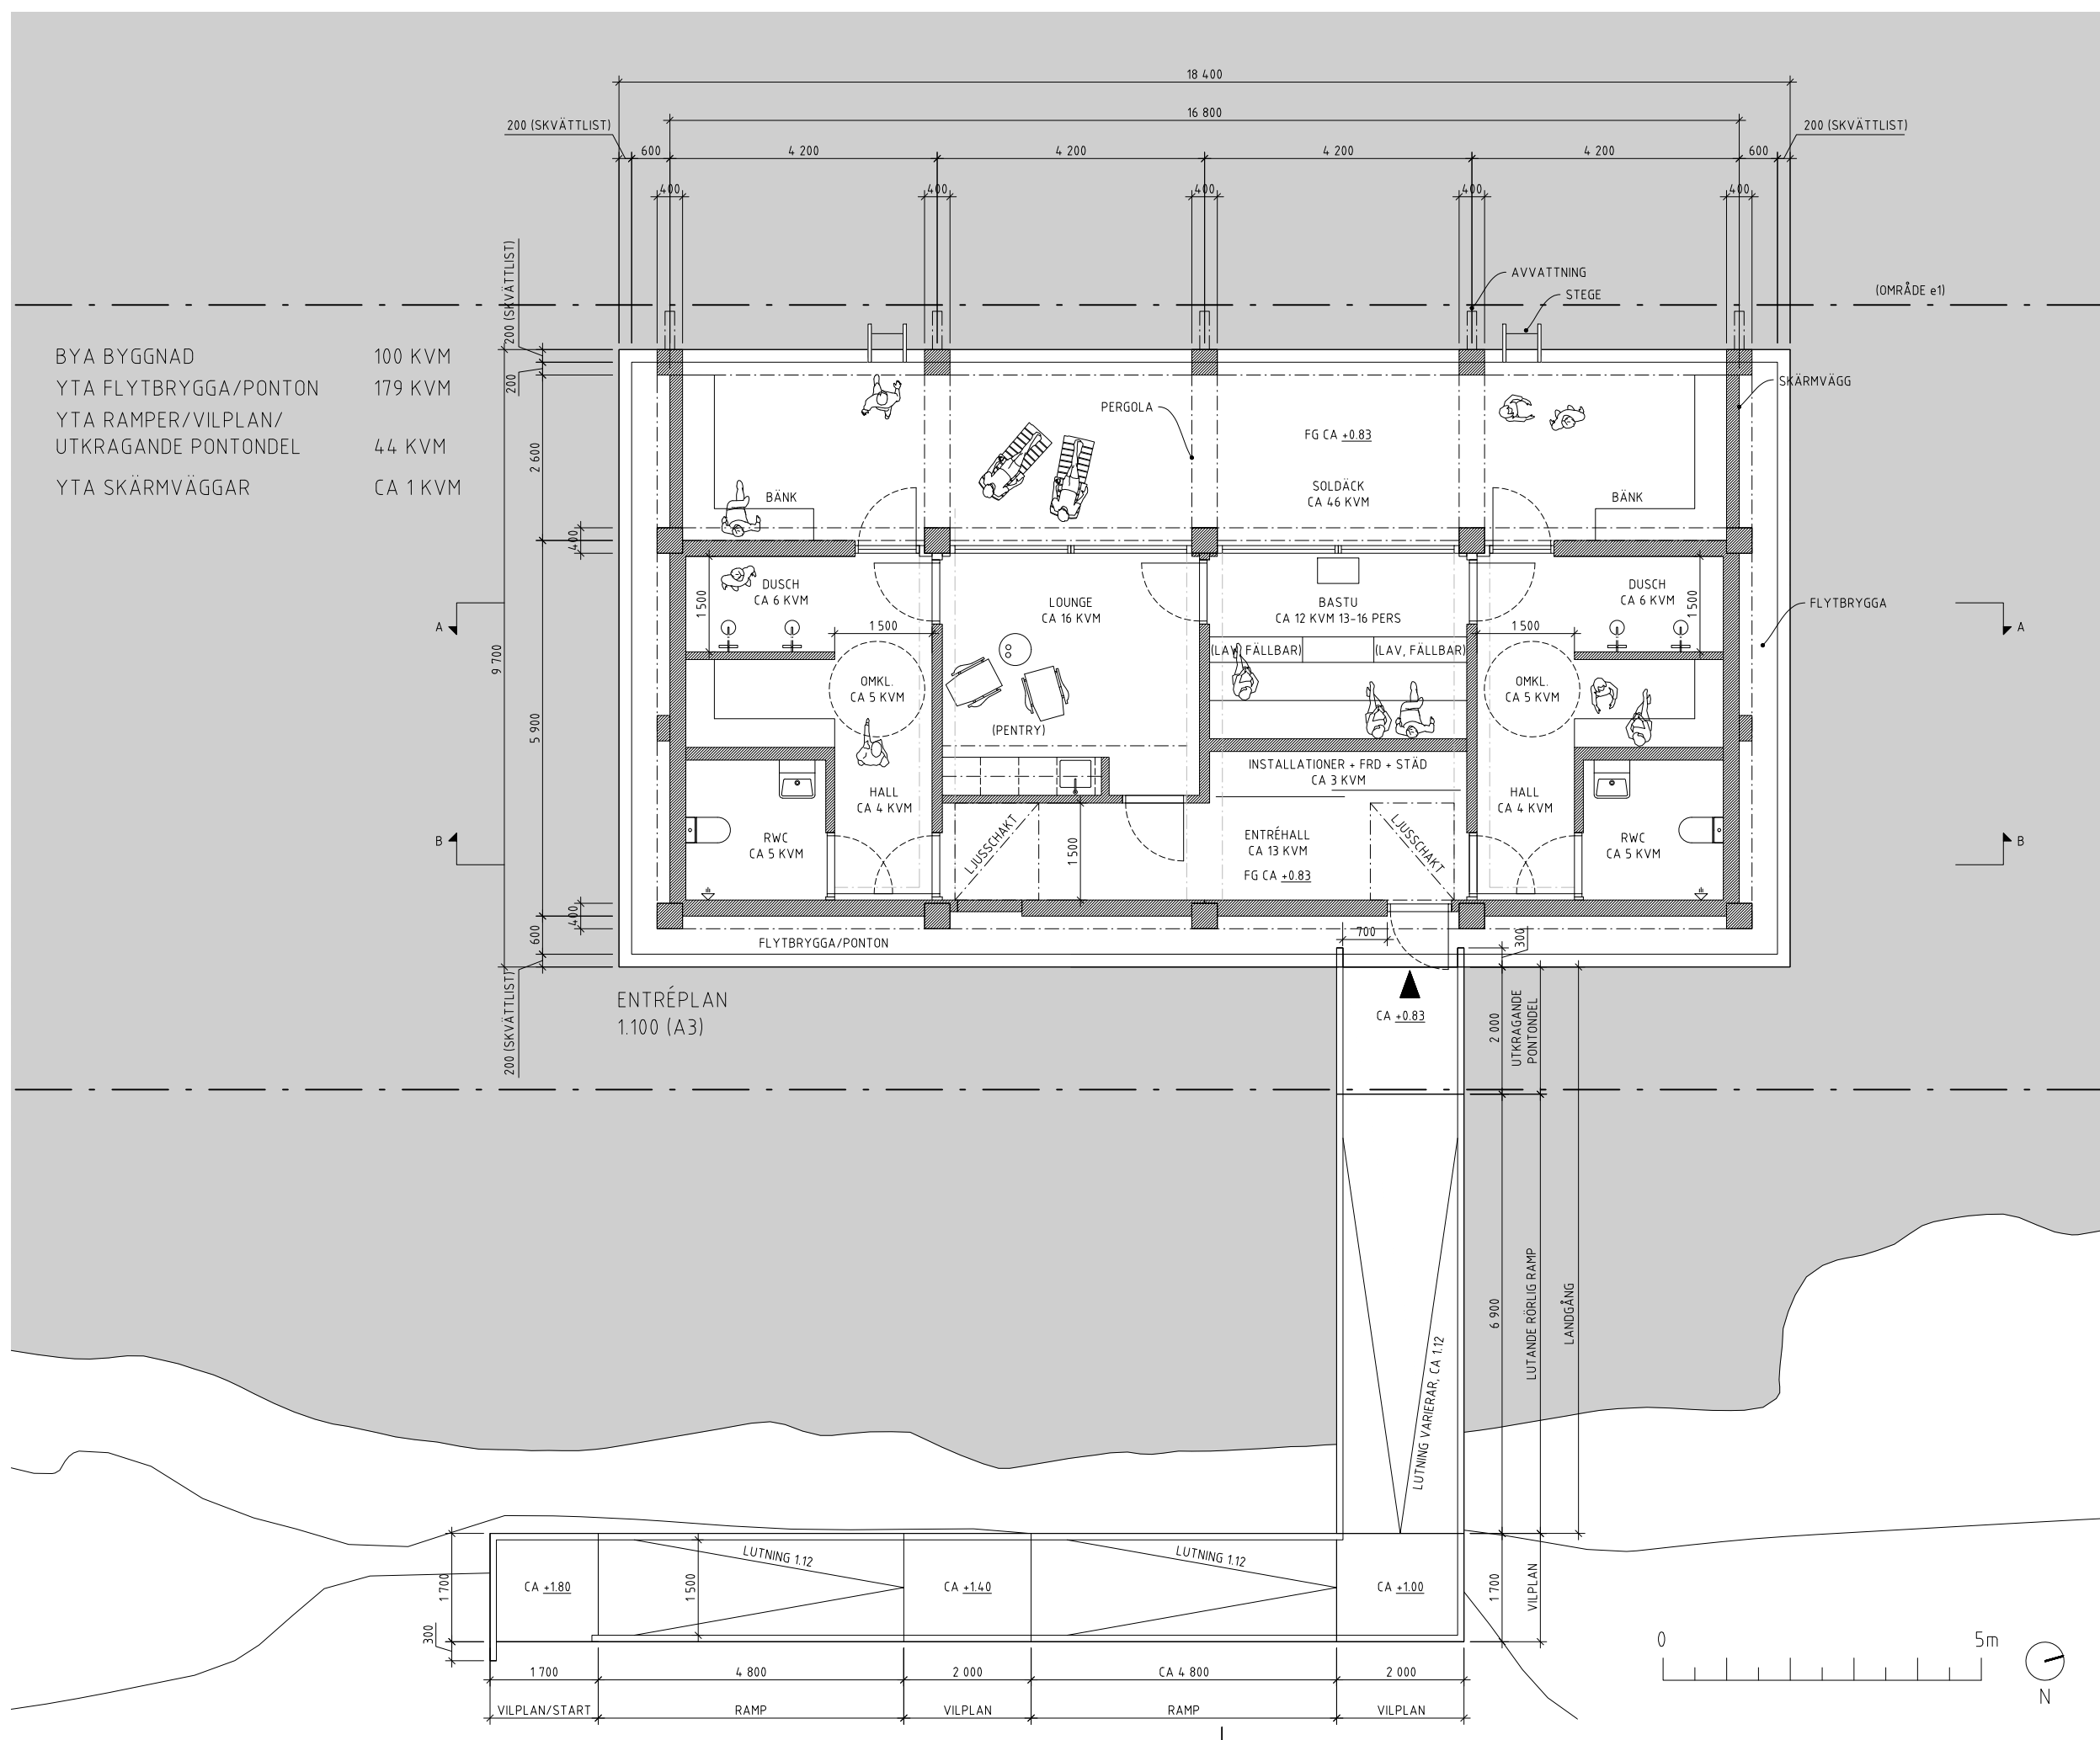 18 400
16 800
200 (SKVÄTTLIST)
200 (SKVÄTTLIST)
600
4 200
4 200
4 200
4 200
600
400
400
400
400
400
200 (SKVÄTTLIST)
200
AVVATTNING
STEGE
(OMRÅDE e1)
BYA BYGGNAD 100 KVM
YTA FLYTBRYGGA/PONTON 179 KVM
YTA RAMPER/VILPLAN/
UTKRAGANDE PONTONDEL 44 KVM
YTA SKÄRMVÄGGAR CA 1 KVM
SKÄRMVÄGG
PERGOLA
FG CA +0.83
2 600
SOLDÄCK
CA 46 KVM
BÄNK
BÄNK
400
DUSCH
CA 6 KVM
1 500
LOUNGE
CA 16 KVM
BASTU
CA 12 KVM 13-16 PERS
DUSCH
CA 6 KVM
1 500
FLYTBRYGGA
A
A
1 500
1 500
(LAV, FÄLLBAR)
(LAV, FÄLLBAR)
9 700
5 900
OMKL.
CA 5 KVM
OMKL.
CA 5 KVM
(PENTRY)
INSTALLATIONER + FRD + STÄD
CA 3 KVM
HALL
CA 4 KVM
HALL
CA 4 KVM
RWC
CA 5 KVM
LJUSSCHAKT
1 500
ENTRÉHALL
CA 13 KVM
FG CA +0.83
LJUSSCHAKT
RWC
CA 5 KVM
B
B
400
600
FLYTBRYGGA/PONTON
700
300
200 (SKVÄTTLIST)
ENTRÉPLAN
1.100 (A3)
CA +0.83
2 000
UTKRAGANDE
PONTONDEL
6 900
LUTANDE RÖRLIG RAMP
LANDGÅNG
LUTNING VARIERAR, CA 1.12
1 700
300
CA +1.80
1 500
LUTNING 1.12
CA +1.40
LUTNING 1.12
CA +1.00
1 700
VILPLAN
1 700
4 800
2 000
CA 4 800
2 000
VILPLAN/START
RAMP
VILPLAN
RAMP
VILPLAN
0
5m
N